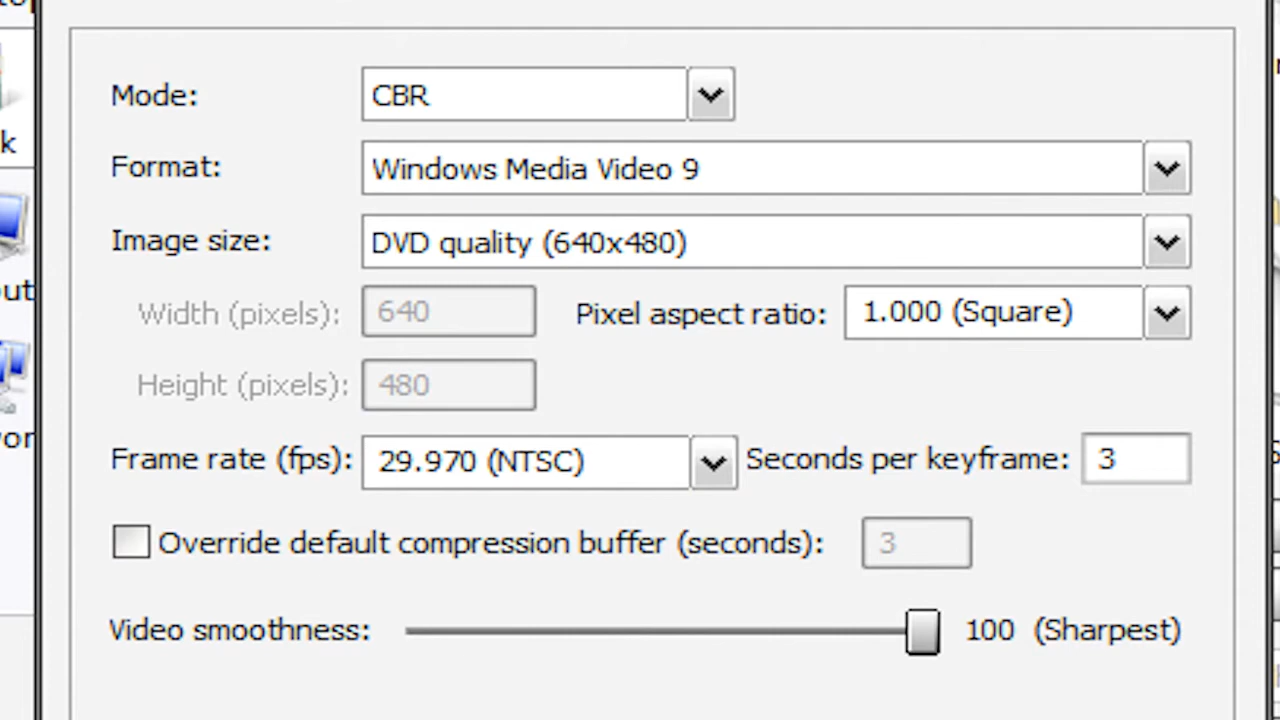 Mode: CBR
Format: Windows Media Video 9
Image size: DVD quality (640x480)
Width (pixels): 640 Pixel aspect ratio: 1.000 (Square)
Height (pixels): 480
Frame rate (fps): 29.970 (NTSC) Seconds per keyframe: 3
Override default compression buffer (seconds): 3
Video smoothness: 100 (Sharpest)